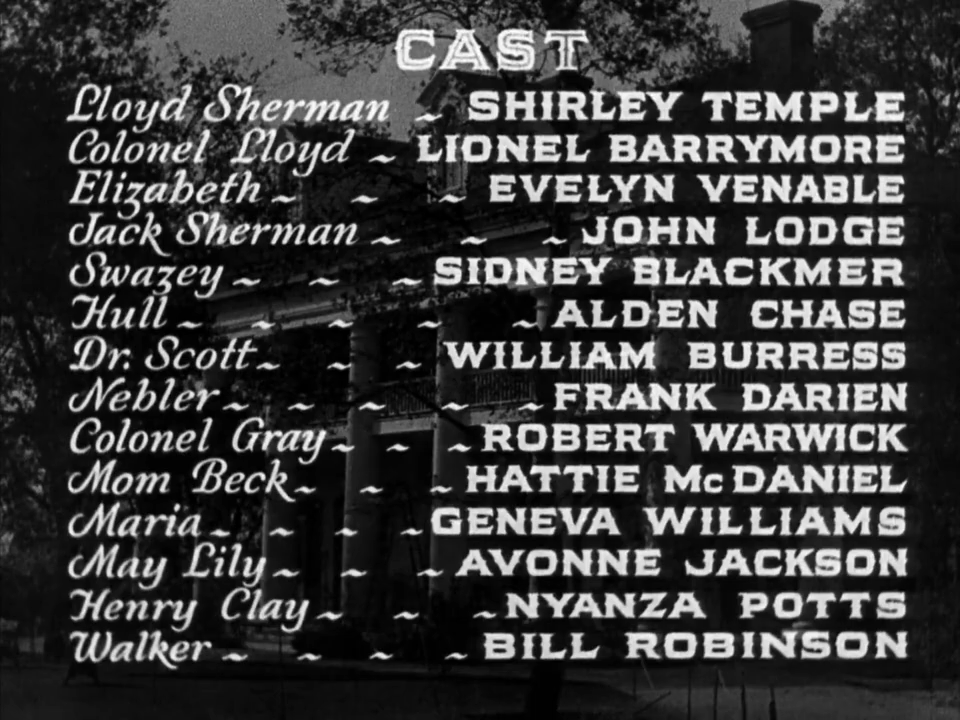 CAST
Lloyd Sherman ~ SHIRLEY TEMPLE
Colonel Lloyd ~ LIONEL BARRYMORE
Elizabeth ~ ~ ~ EVELYN VENABLE
Jack Sherman ~ ~ ~ JOHN LODGE
Swazey ~ ~ ~ SIDNEY BLACKMER
Hull ~ ~ ~ ~ ~ ALDEN CHASE
Dr. Scott ~ ~ ~ WILLIAM BURRESS
Nebler ~ ~ ~ ~ ~ FRANK DARIEN
Colonel Gray ~ ~ ~ ROBERT WARWICK
Mom Beck ~ ~ ~ HATTIE McDANIEL
Maria ~ ~ ~ ~ GENEVA WILLIAMS
May Lily ~ ~ ~ AVONNE JACKSON
Henry Clay ~ ~ ~ NYANZA POTTS
Walker ~ ~ ~ ~ BILL ROBINSON